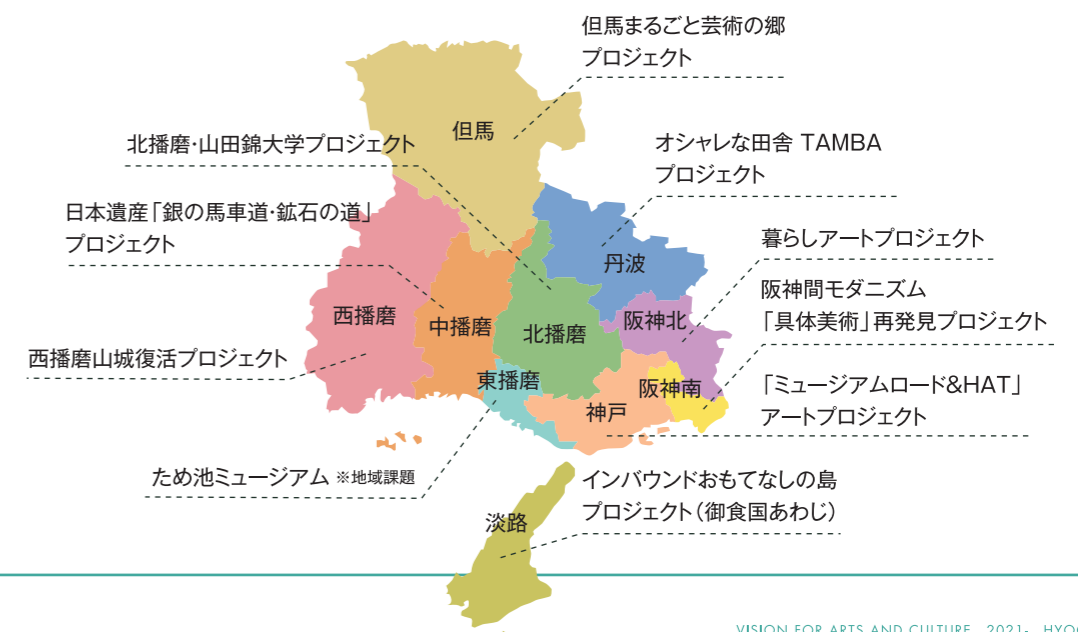 但馬まるごと芸術の郷
プロジェクト
但馬
北播磨・山田錦大学プロジェクト
オシャレな田舎 TAMBA
プロジェクト
日本遺産「銀の馬車道・鉱石の道」
プロジェクト
暮らしアートプロジェクト
丹波
阪神間モダニズム
「具体美術」再発見プロジェクト
西播磨
中播磨
北播磨
阪神北
西播磨山城復活プロジェクト
東播磨
阪神南
神戸
「ミュージアムロード&HAT」
アートプロジェクト
ため池ミュージアム ※地域課題
インバウンドおもてなしの島
プロジェクト(御食国あわじ)
淡路
VISION FOR ARTS AND CULTURE 2021-